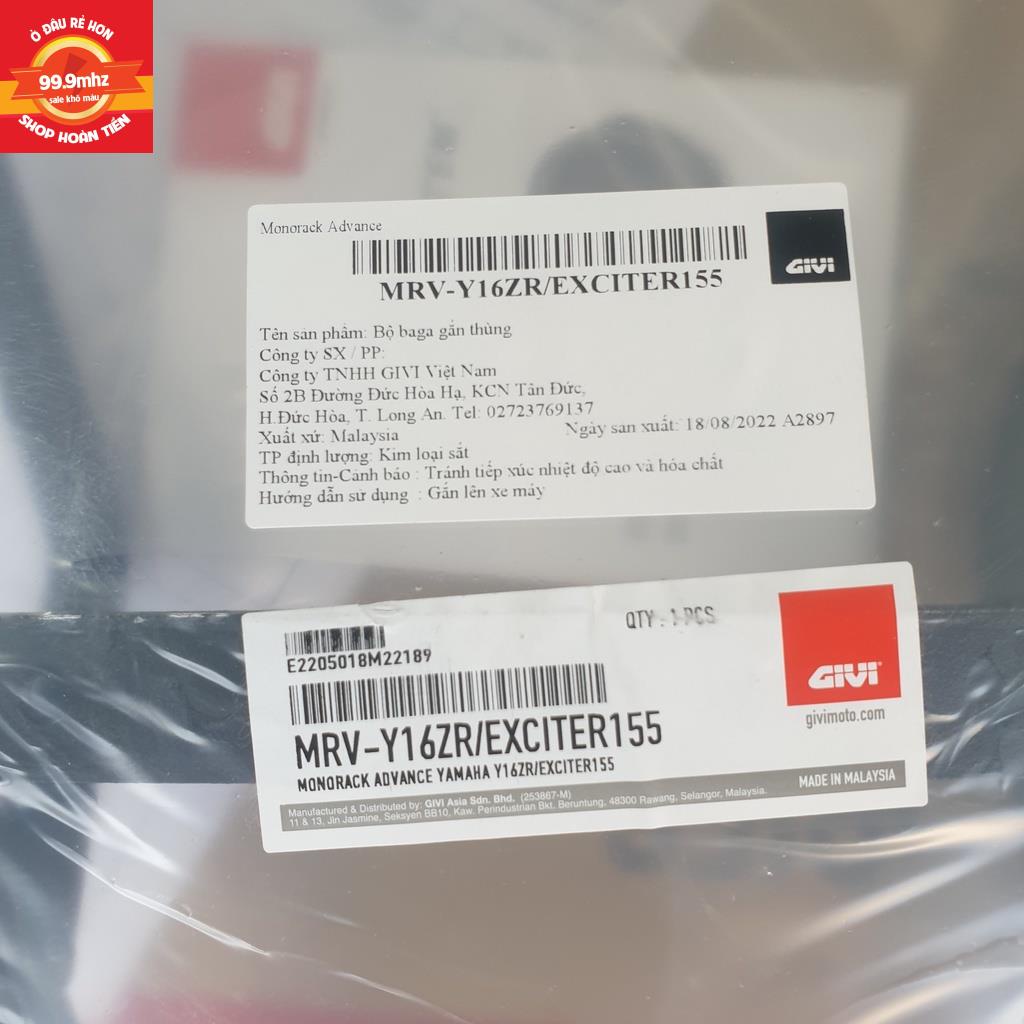 Ở ĐÂU RẺ HƠN
99.9mhz
sale khô máu
SHOP HOÀN TIỀN
Monorack Advance
GIVI
MRV-Y16ZR/EXCITER155
Tên sản phẩm: Bộ baga gắn thùng
Công ty SX / PP:
Công ty TNHH GIVI Việt Nam
Số 2B Đường Đức Hòa Hạ, KCN Tân Đức,
H.Đức Hòa, T. Long An. Tel: 02723769137
Xuất xứ: Malaysia
Ngày san xuất: 18/08/2022 A2897
TP định lượng: Kim loại sắt
Thông tin-Cảnh báo : Tránh tiếp xúc nhiệt độ cao và hóa chất
Hướng dẫn sử dụng : Gắn lên xe máy
QTY : 1 PCS
E2205018M22189
GIVI
givimoto.com
MRV-Y16ZR/EXCITER155
MONORACK ADVANCE YAMAHA Y16ZR/EXCITER155
MADE IN MALAYSIA
Manufactured & Distributed by: GIVI Asia Sdn. Bhd. (253867-M)
11 & 13, Jln Jasmine, Seksyen BB10, Kaw. Perindustrian Bkt. Beruntung, 48300 Rawang, Selangor, Malaysia.